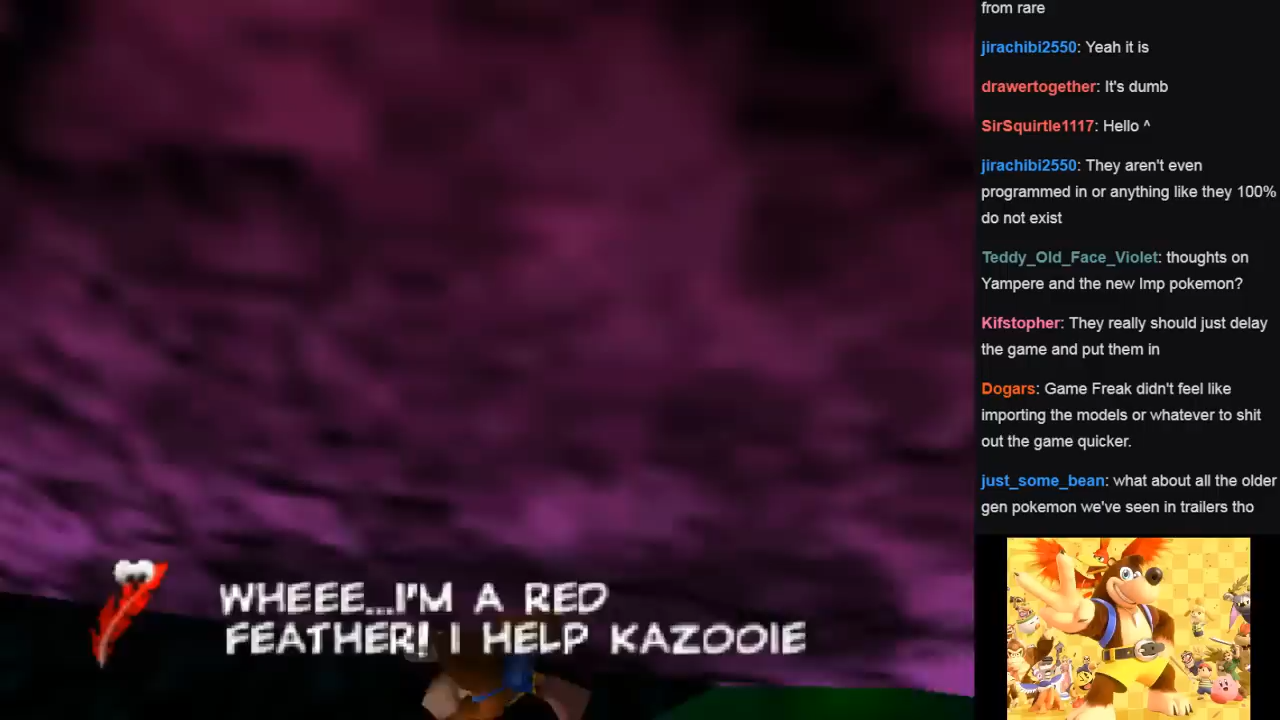 from rare
jirachibi2550: Yeah it is
drawertogether: It's dumb
SirSquirtle1117: Hello ^
jirachibi2550: They aren't even
programmed in or anything like they 100%
do not exist
Teddy_Old_Face_Violet: thoughts on
Yampere and the new Imp pokemon?
Kifstopher: They really should just delay
the game and put them in
Dogars: Game Freak didn't feel like
importing the models or whatever to shit
out the game quicker.
just_some_bean: what about all the older
gen pokemon we've seen in trailers tho
WHEEE...I'M A RED
FEATHER! I HELP KAZOOIE